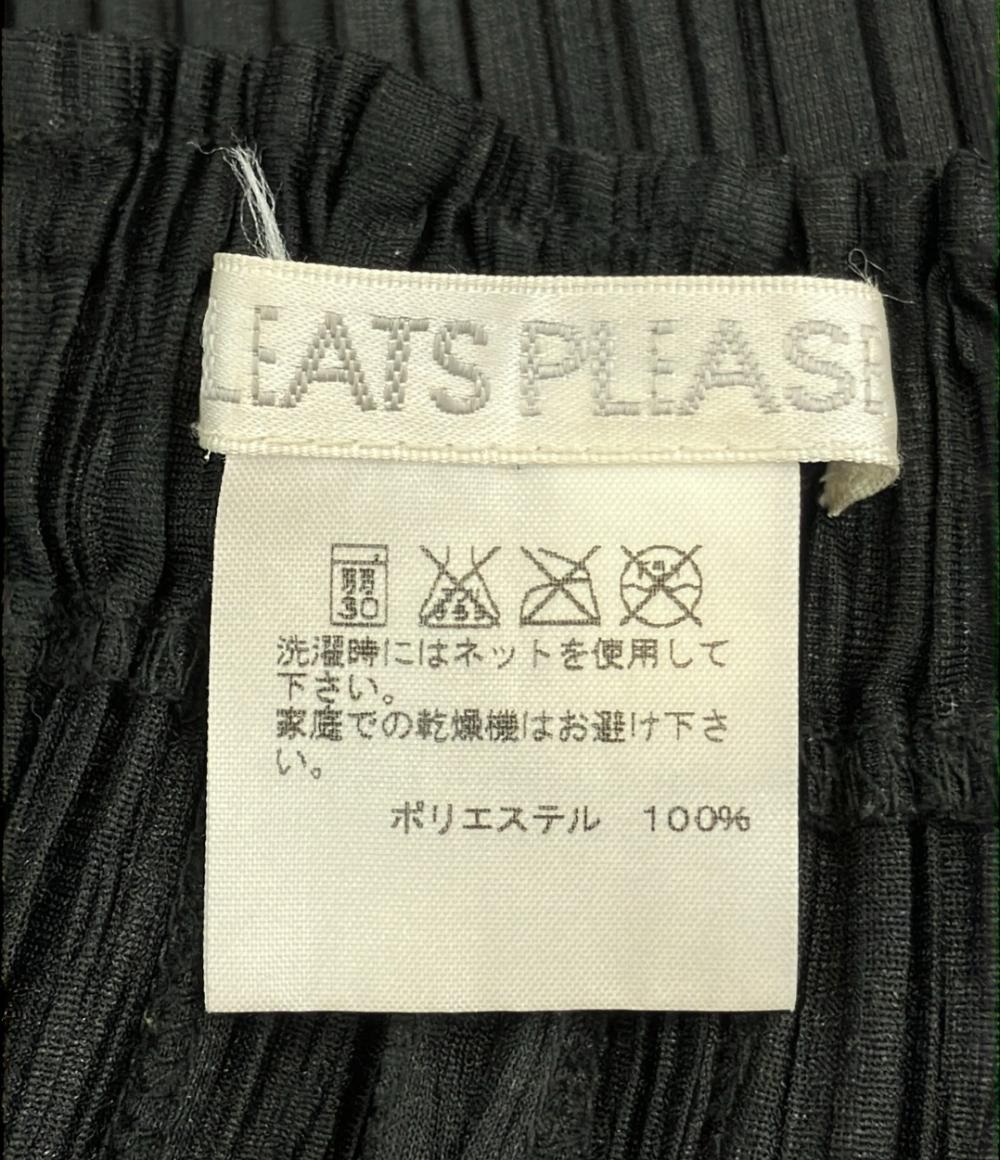 LEATS PLEASE
弱
30
洗濯時にはネットを使用して
下さい。
家庭での乾燥機はお避け下さ
い。
ポリエステル 100%